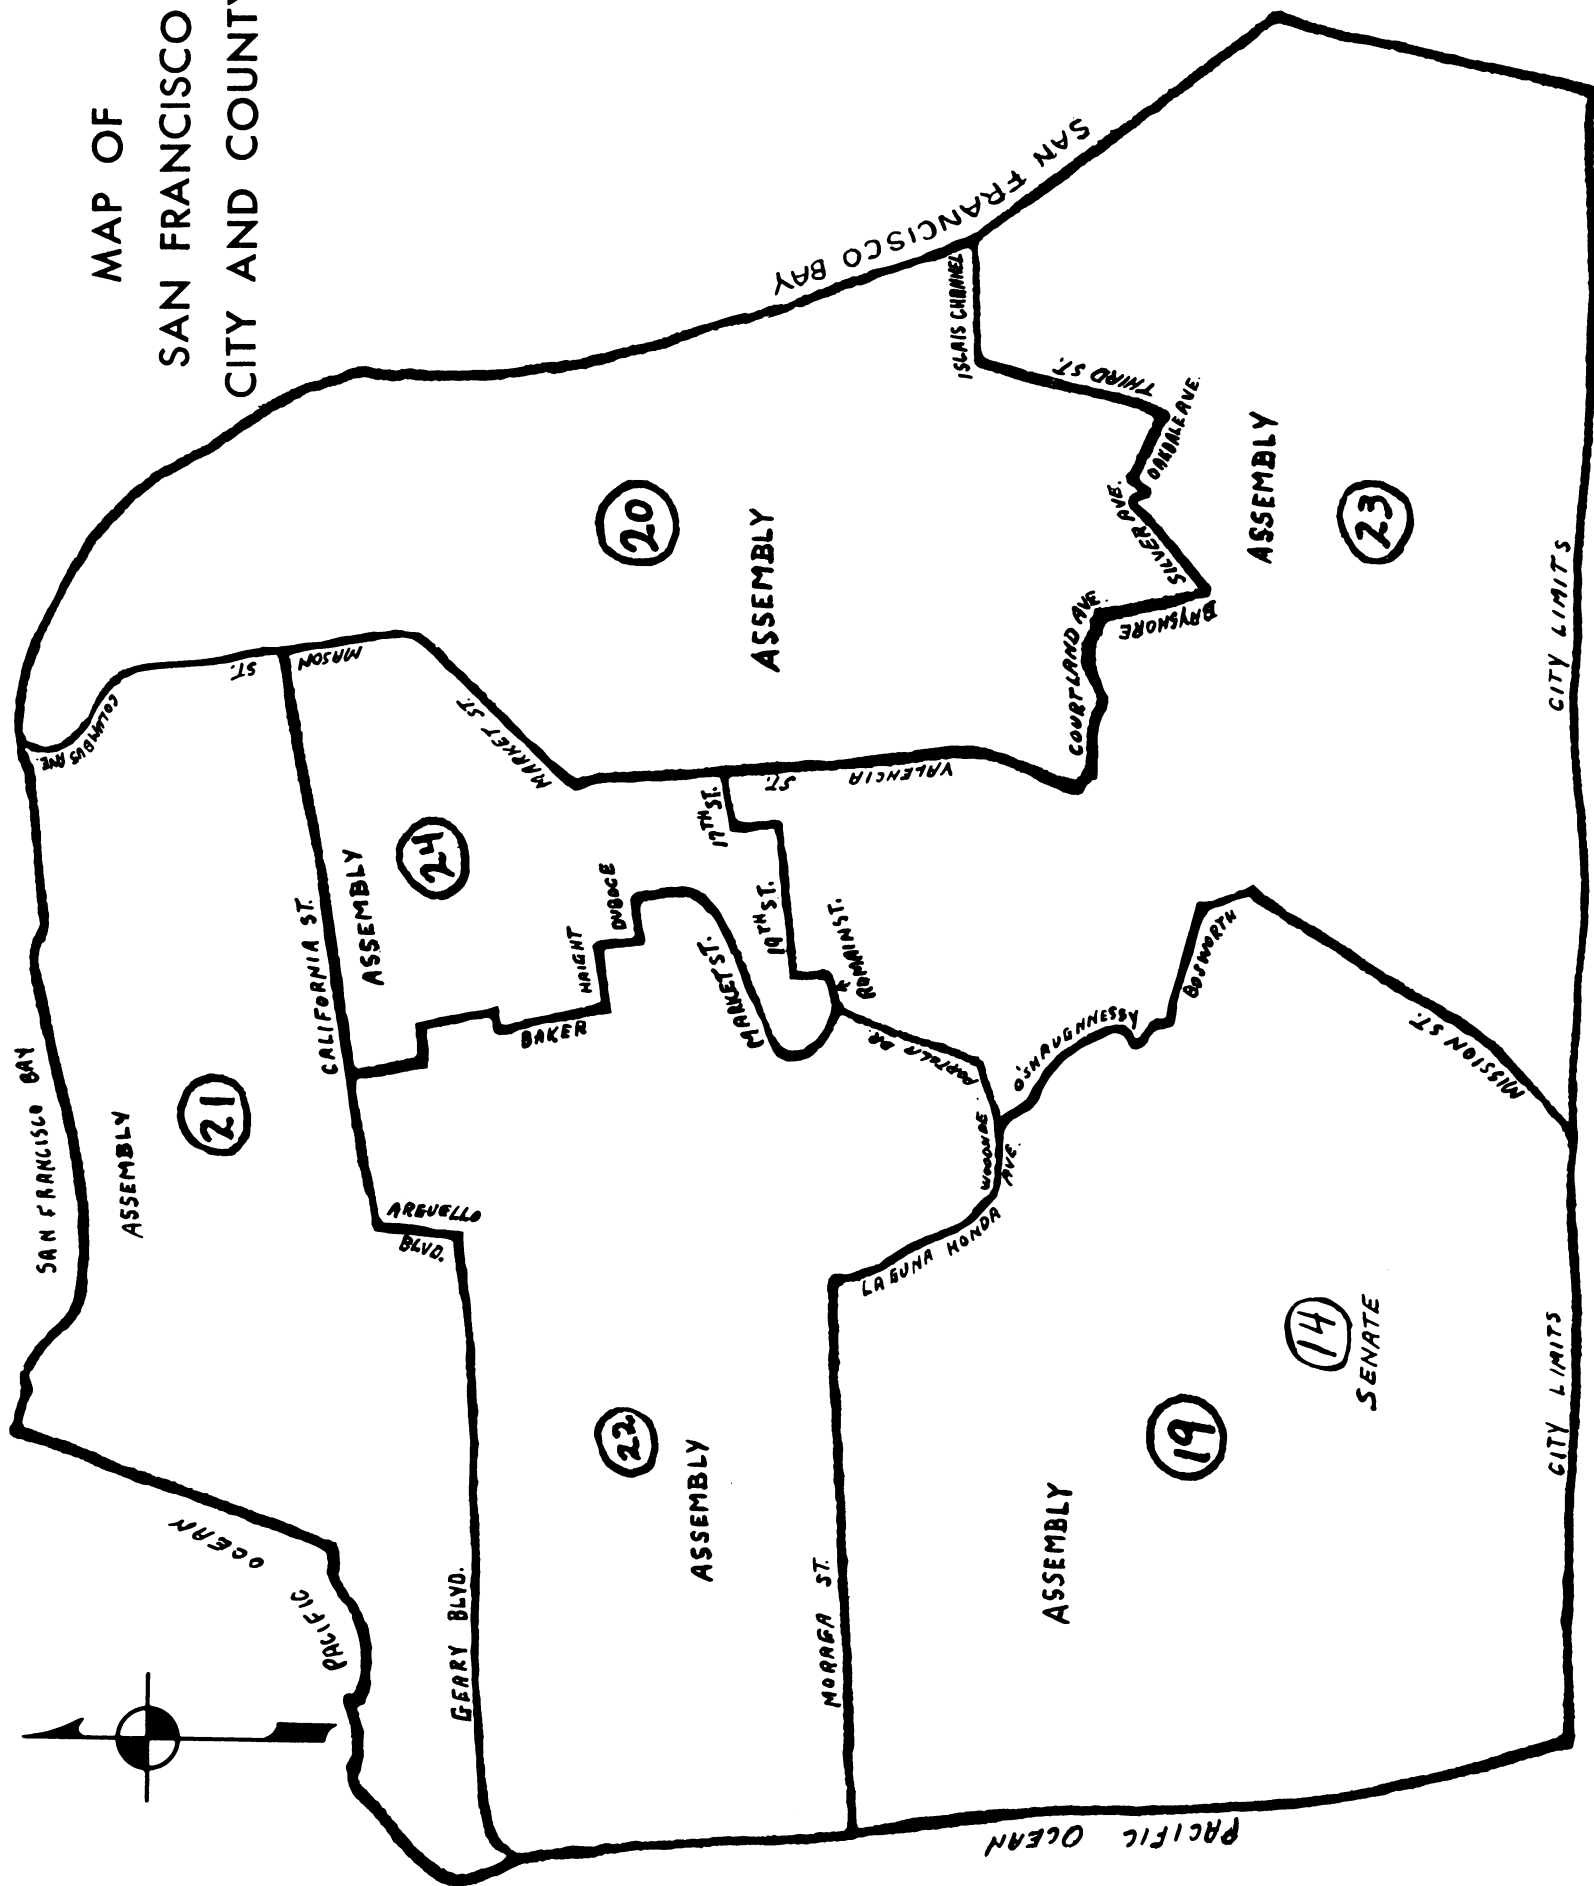 MAP OF
SAN FRANCISCO
CITY AND COUNTY
SAN FRANCISCO BAY
ASSEMBLY
21
PACIFIC OCEAN
COLUMBUS AVE.
MASON ST.
CALIFORNIA ST.
ARGUELLO
BLVD.
GEARY BLVD.
ASSEMBLY
24
MARKET ST.
BAKER
HAIGHT
DUBOCE
MARKET ST.
17TH ST.
19TH ST.
ROMAIN ST.
VALENCIA ST.
20
ASSEMBLY
SAN FRANCISCO BAY
ISLAIS CHANNEL
THIRD ST.
OAKDALE AVE.
SILVER AVE.
BAYSHORE
COURTLAND AVE.
22
ASSEMBLY
MORAGA ST.
LAGUNA HONDA
WOODSIDE
AVE.
PORTOLA DR.
O'SHAUGHNESSY
BOSWORTH
MISSION ST.
ASSEMBLY
23
ASSEMBLY
19
14
SENATE
PACIFIC OCEAN
CITY LIMITS
CITY LIMITS